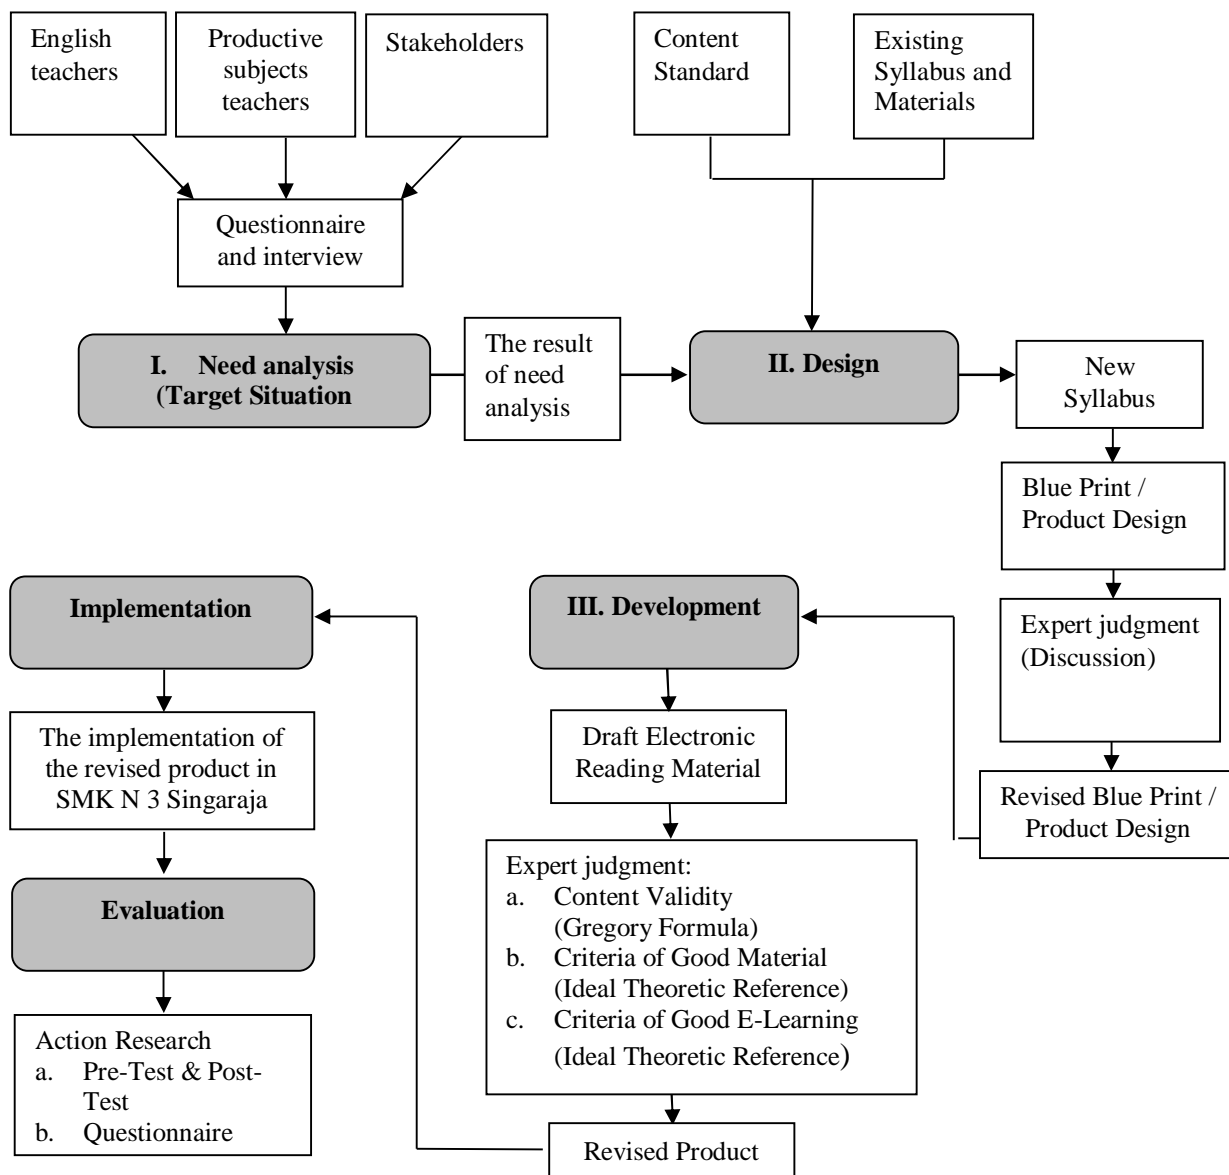 English
teachers
Productive
subjects
teachers
Stakeholders
Content
Standard
Existing
Syllabus and
Materials
Questionnaire
and interview
I. Need analysis
(Target Situation
The result
of need
analysis
II. Design
New
Syllabus
Blue Print /
Product Design
Expert judgment
(Discussion)
Revised Blue Print /
Product Design
III. Development
Draft Electronic
Reading Material
Expert judgment:
a. Content Validity
(Gregory Formula)
b. Criteria of Good Material
(Ideal Theoretic Reference)
c. Criteria of Good E-Learning
(Ideal Theoretic Reference)
Revised Product
Implementation
The implementation of
the revised product in
SMK N 3 Singaraja
Evaluation
Action Research
a. Pre-Test & Post-
Test
b. Questionnaire